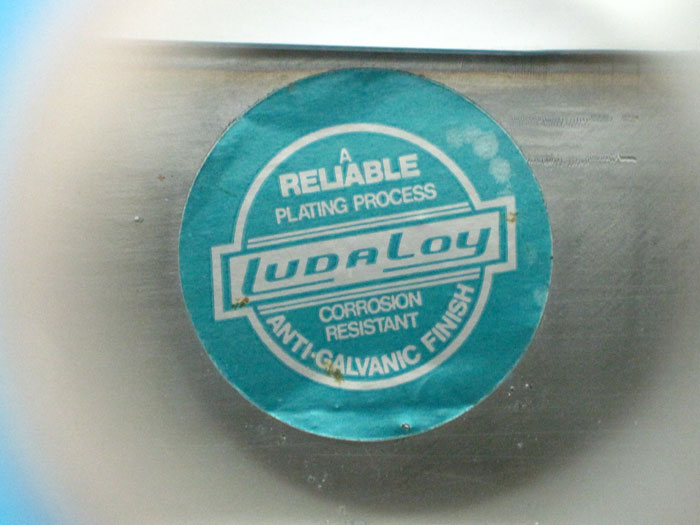 A
RELIABLE
PLATING PROCESS
LUDALOY
CORROSION
RESISTANT
ANTI-GALVANIC FINISH